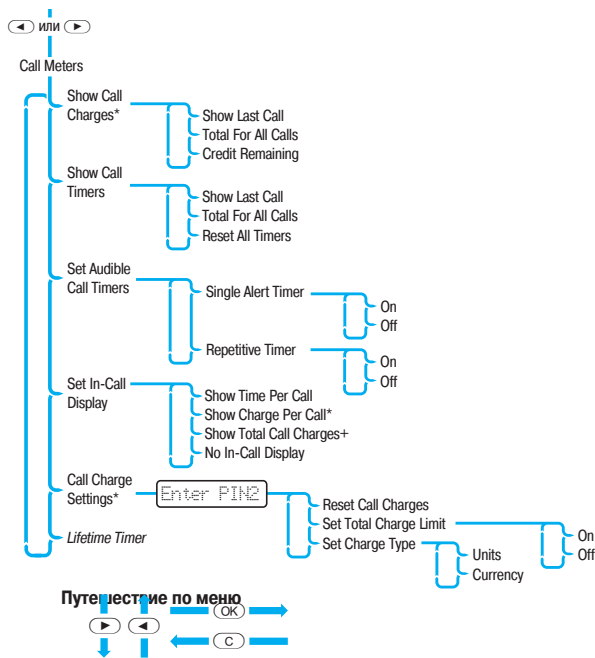 или
Call Meters
Show Call
Charges*
Show Last Call
Total For All Calls
Credit Remaining
Show Call
Timers
Show Last Call
Total For All Calls
Reset All Timers
Set Audible
Call Timers
Single Alert Timer
On
Off
Repetitive Timer
On
Off
Set In-Call
Display
Show Time Per Call
Show Charge Per Call*
Show Total Call Charges+
No In-Call Display
Call Charge
Settings*
Enter PIN2
Reset Call Charges
Set Total Charge Limit
On
Off
Set Charge Type
Units
Currency
Lifetime Timer
Путешествие по меню
OK
C